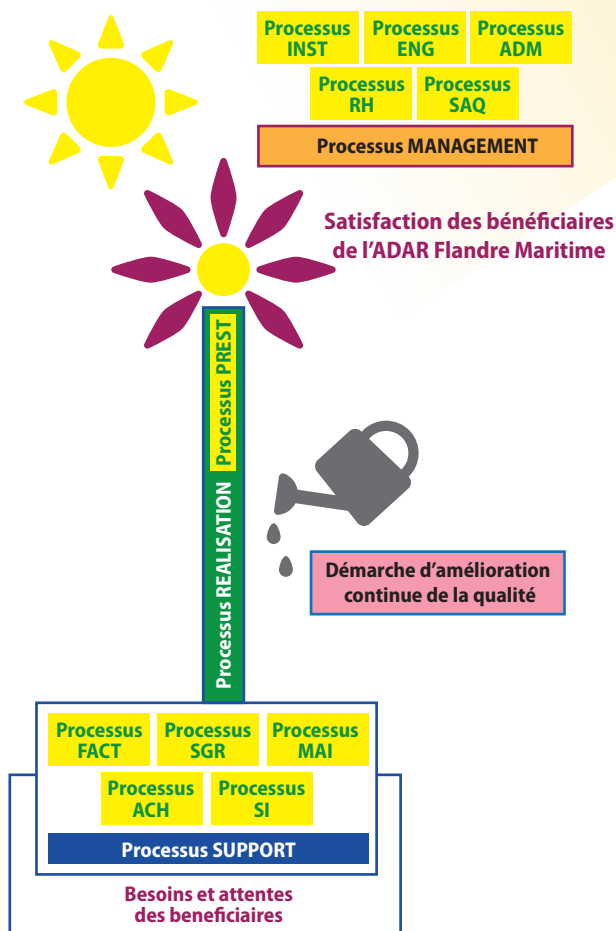 Processus
INST
Processus
ENG
Processus
ADM
Processus
RH
Processus
SAQ
Processus MANAGEMENT
Satisfaction des bénéficiaires
de l’ADAR Flandre Maritime
Processus PREST
Processus REALISATION
Démarche d’amélioration
continue de la qualité
Processus
FACT
Processus
SGR
Processus
MAI
Processus
ACH
Processus
SI
Processus SUPPORT
Besoins et attentes
des beneficiaires